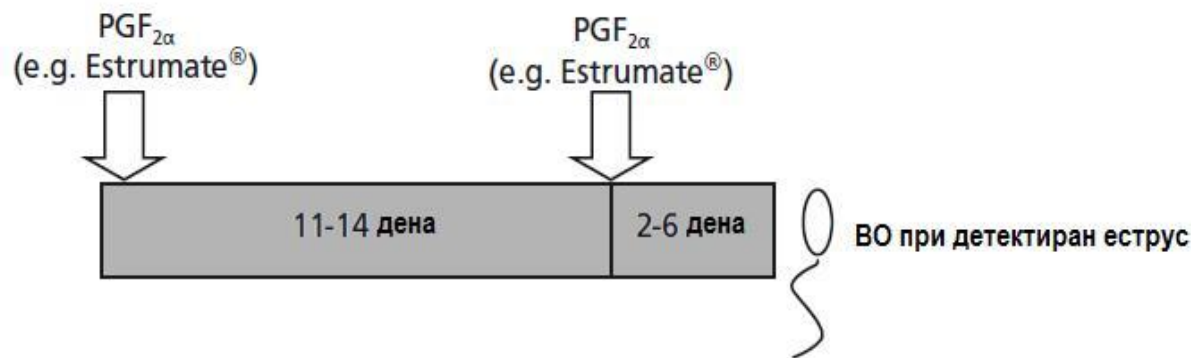 PGF2α
(e.g. Estrumate®)
PGF2α
(e.g. Estrumate®)
11-14 дена
2-6 дена
ВО при детектиран еструс